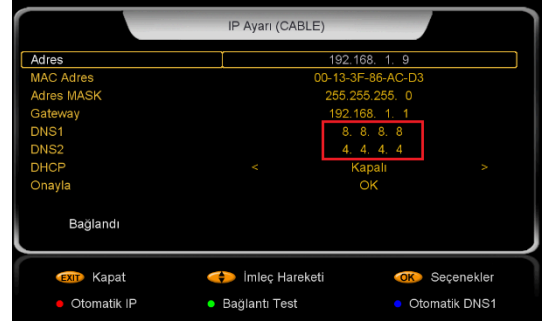 IP Ayarı (CABLE)
Adres 192.168. 1. 9
MAC Adres 00-13-3F-86-AC-D3
Adres MASK 255.255.255. 0
Gateway 192.168. 1. 1
DNS1 8. 8. 8. 8
DNS2 4. 4. 4. 4
DHCP < Kapalı >
Onayla OK
Bağlandı
EXIT Kapat İmleç Hareketi OK Seçenekler
Otomatik IP Bağlantı Test Otomatik DNS1